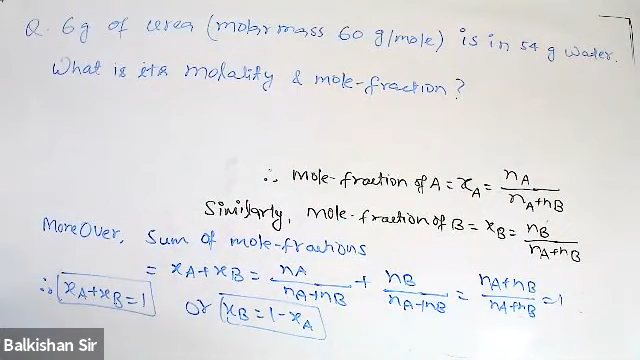 Q. 6g of urea (molar mass 60 g/mole) is in 54 g water.
What is its molality & mole-fraction?
∴ mole-fraction of A = xA = nA/(nA+nB)
Similarly, mole-fraction of B = xB = nB/(nA+nB)
MoreOver, Sum of mole-fractions
= xA+xB = nA/(nA+nB) + nB/(nA+nB) = (nA+nB)/(nA+nB) = 1
∴ xA+xB=1 or xB=1-xA
Balkishan Sir